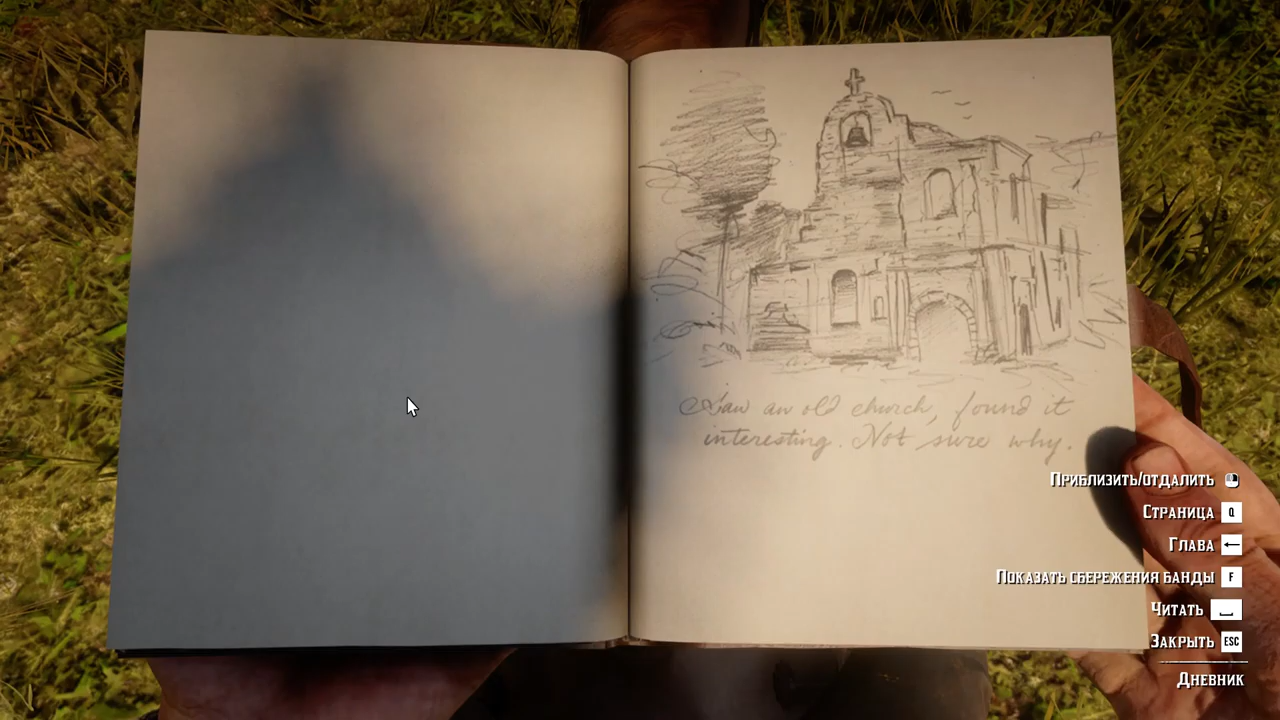 Saw an old church, found it
interesting. Not sure why.
Приблизить/отдалить
Страница Q
Глава ←
Показать сбережения банды F
Читать
Закрыть ESC
Дневник